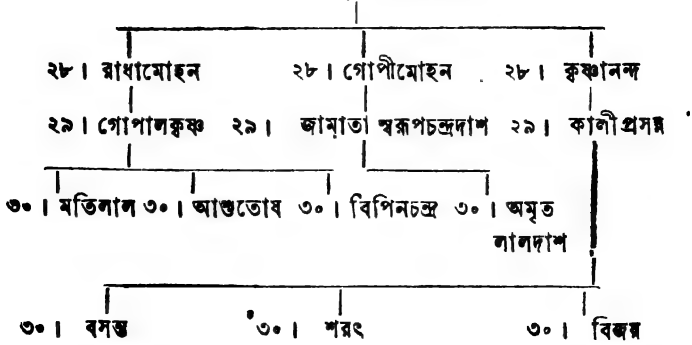 ২৮। রাধামোহন ২৮। গোপীমোহন ২৮। কৃষ্ণানন্দ
২৯। গোপালকৃষ্ণ ২৯। জামাতা স্বরূপচন্দ্রদাশ ২৯। কালীপ্রসন্ন
৩০। মতিলাল ৩০। আশুতোষ ৩০। বিপিনচন্দ্র ৩০। অমৃত
লালদাশ
৩০। বসন্ত ৩০। শরৎ ৩০। বিজয়